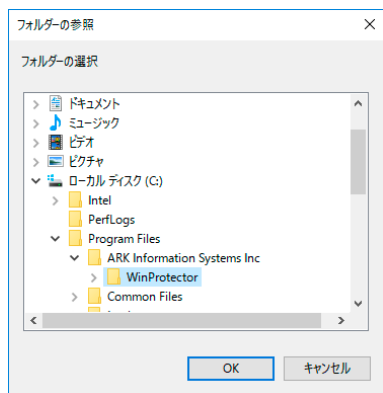 フォルダーの参照
フォルダーの選択
ドキュメント
ミュージック
ビデオ
ピクチャ
ローカル ディスク (C:)
Intel
PerfLogs
Program Files
ARK Information Systems Inc
WinProtector
Common Files
OK
キャンセル